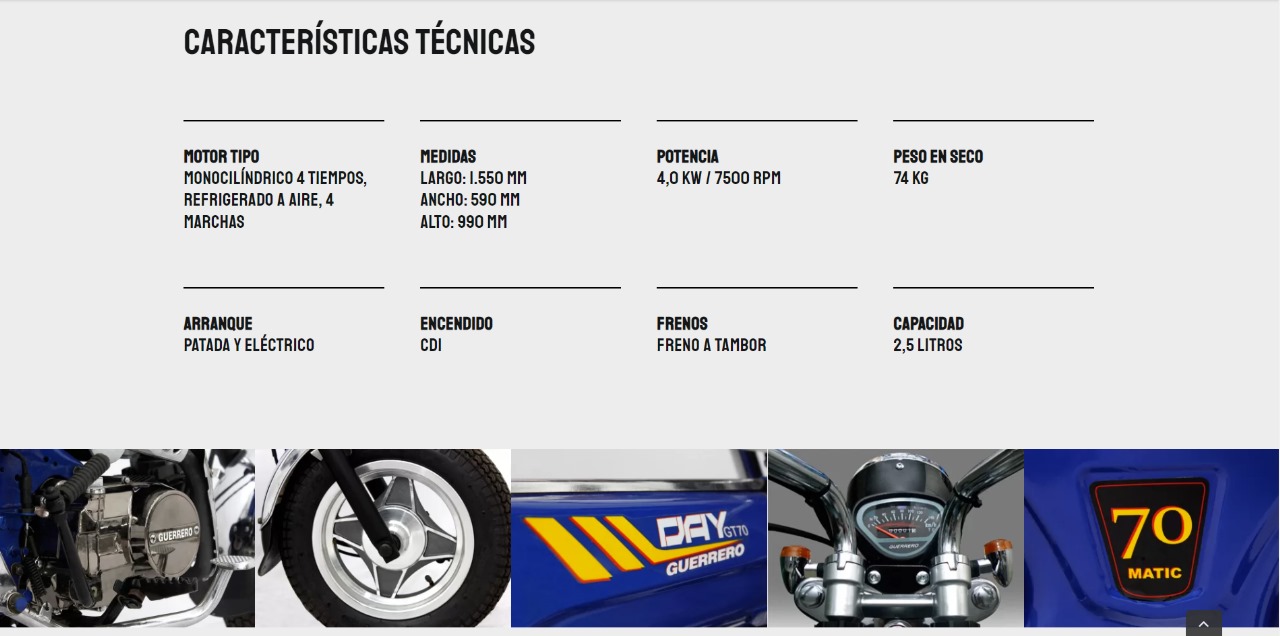 CARACTERÍSTICAS TÉCNICAS
MOTOR TIPO
MONOCILÍNDRICO 4 TIEMPOS,
REFRIGERADO A AIRE, 4
MARCHAS
MEDIDAS
LARGO: 1.550 MM
ANCHO: 590 MM
ALTO: 990 MM
POTENCIA
4,0 KW / 7500 RPM
PESO EN SECO
74 KG
ARRANQUE
PATADA Y ELÉCTRICO
ENCENDIDO
CDI
FRENOS
FRENO A TAMBOR
CAPACIDAD
2,5 LITROS
GUERRERO
DAY GT70
GUERRERO
GUERRERO
70
MATIC